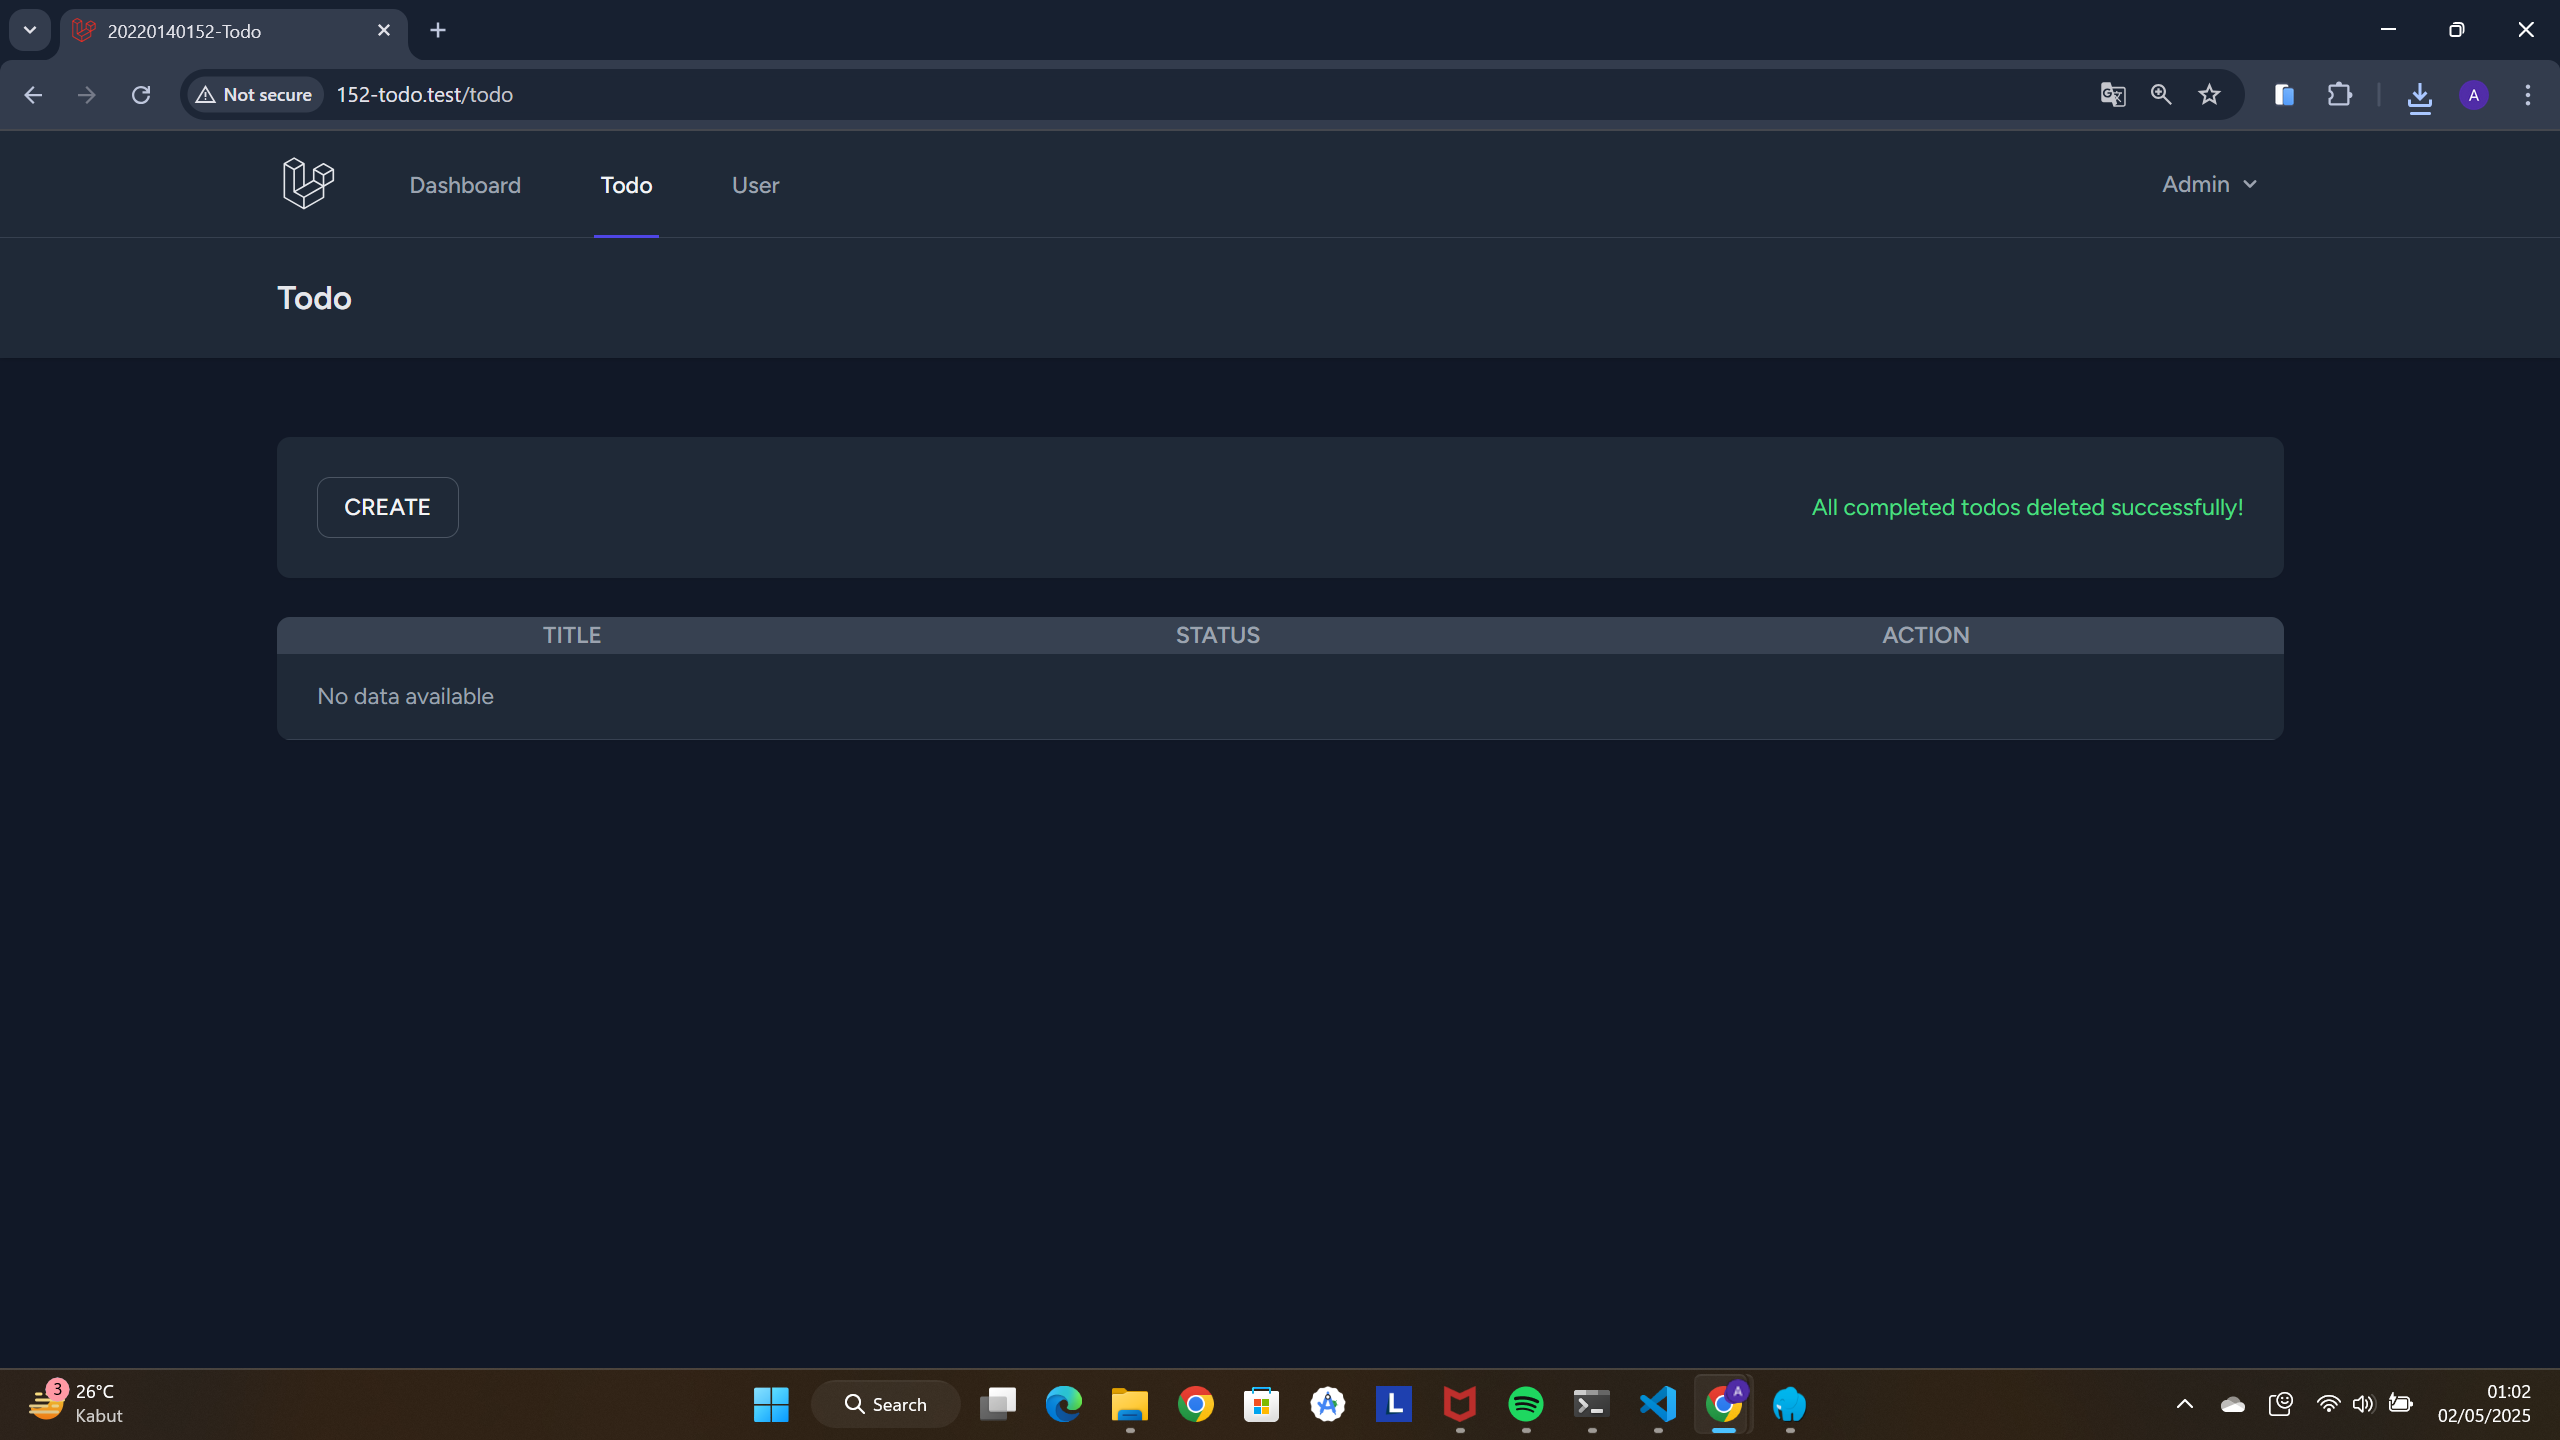 20220140152-Todo
Not secure
152-todo.test/todo
A
Dashboard
Todo
User
Admin
Todo
CREATE
All completed todos deleted successfully!
TITLE
STATUS
ACTION
No data available
3
26°C
Kabut
Search
L
A
01:02
02/05/2025